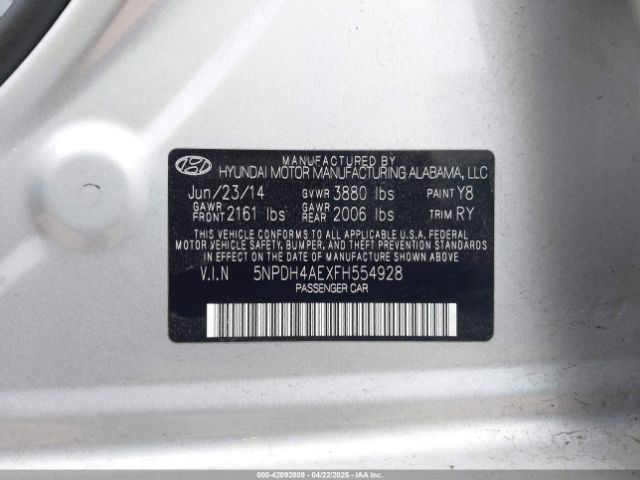 MANUFACTURED BY
HYUNDAI MOTOR MANUFACTURING ALABAMA, LLC
Jun/23/14 GVWR 3880 lbs PAINT Y8
GAWR FRONT 2161 lbs GAWR REAR 2006 lbs TRIM RY
THIS VEHICLE CONFORMS TO ALL APPLICABLE U.S.A. FEDERAL
MOTOR VEHICLE SAFETY, BUMPER, AND THEFT PREVENTION STANDARDS
IN EFFECT ON THE DATE OF MANUFACTURE SHOWN ABOVE
V.I.N 5NPDH4AEXFH554928
PASSENGER CAR
000-42092809 - 04/22/2025 - IAA Inc.